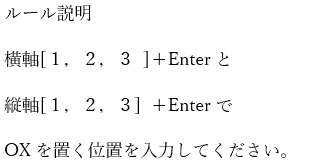 ルール説明
横軸[１， ２，３ ]＋Enter と
縦軸[１，２，３] ＋Enter で
OX を置く位置を入力してください。